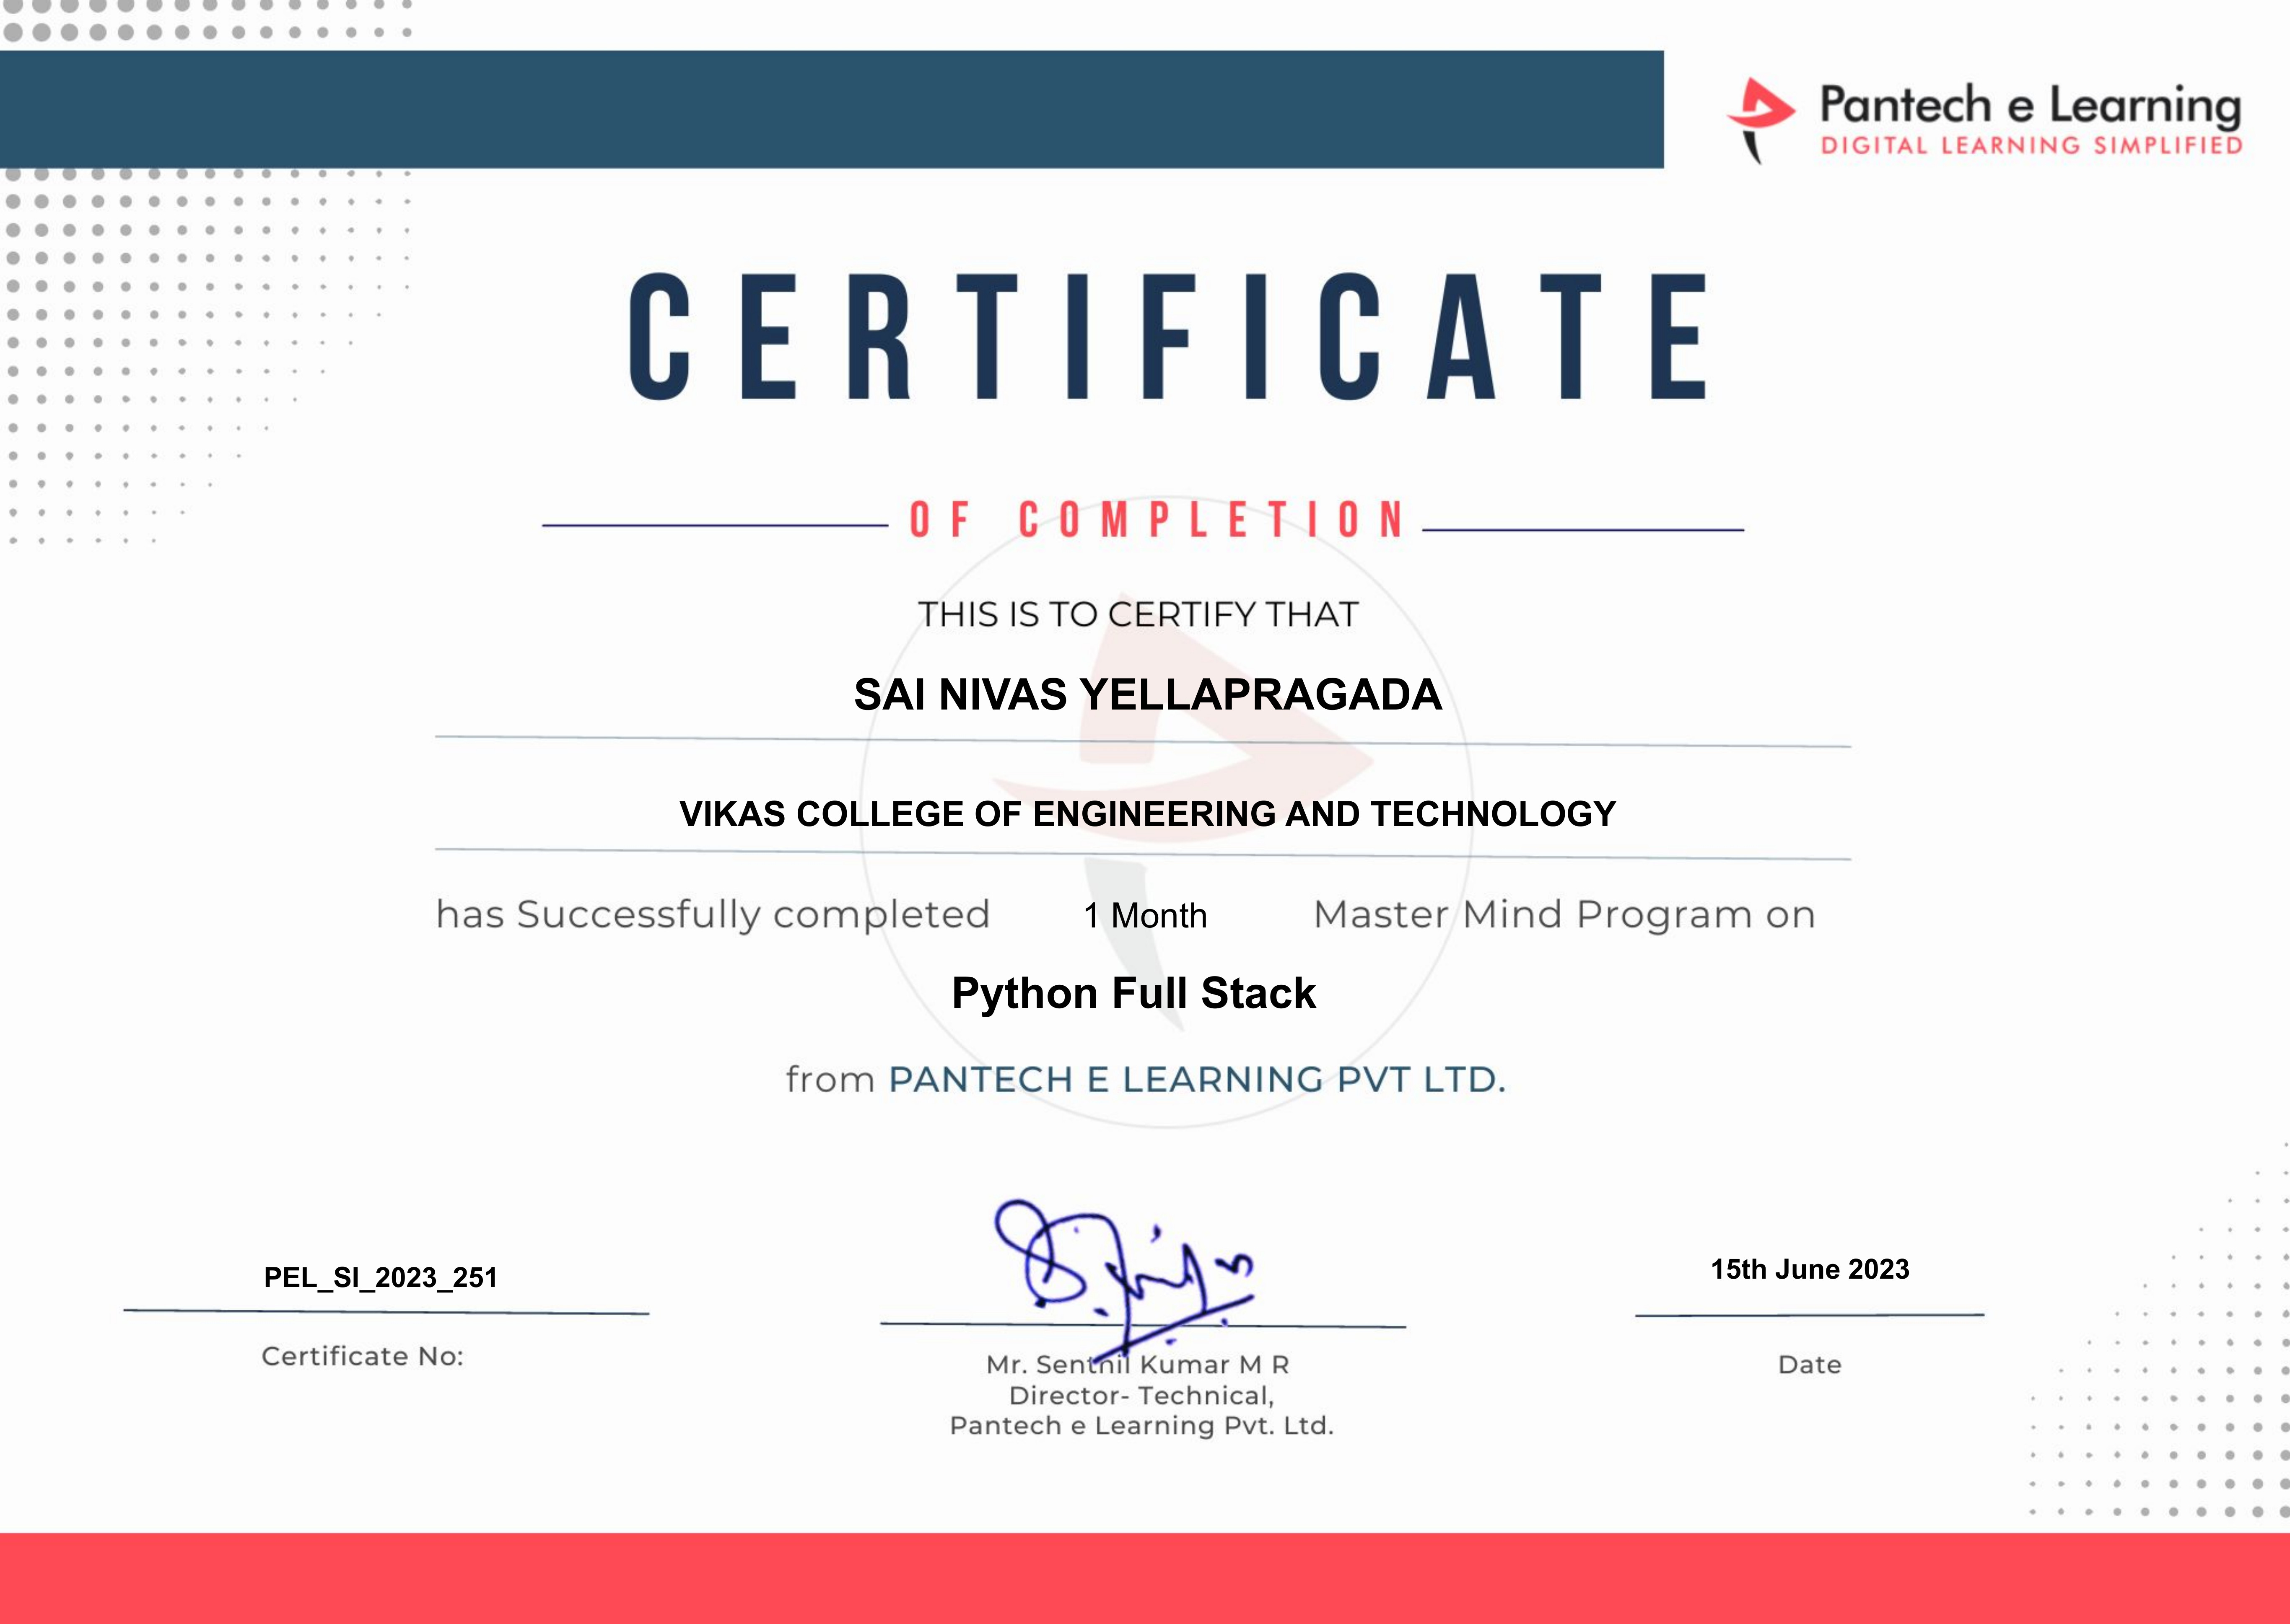 Pantech e Learning
DIGITAL LEARNING SIMPLIFIED
CERTIFICATE
OF COMPLETION
THIS IS TO CERTIFY THAT
SAI NIVAS YELLAPRAGADA
VIKAS COLLEGE OF ENGINEERING AND TECHNOLOGY
has Successfully completed 1 Month Master Mind Program on
Python Full Stack
from PANTECH E LEARNING PVT LTD.
PEL_SI_2023_251
Certificate No:
Mr. Senthil Kumar M R
Director- Technical,
Pantech e Learning Pvt. Ltd.
15th June 2023
Date